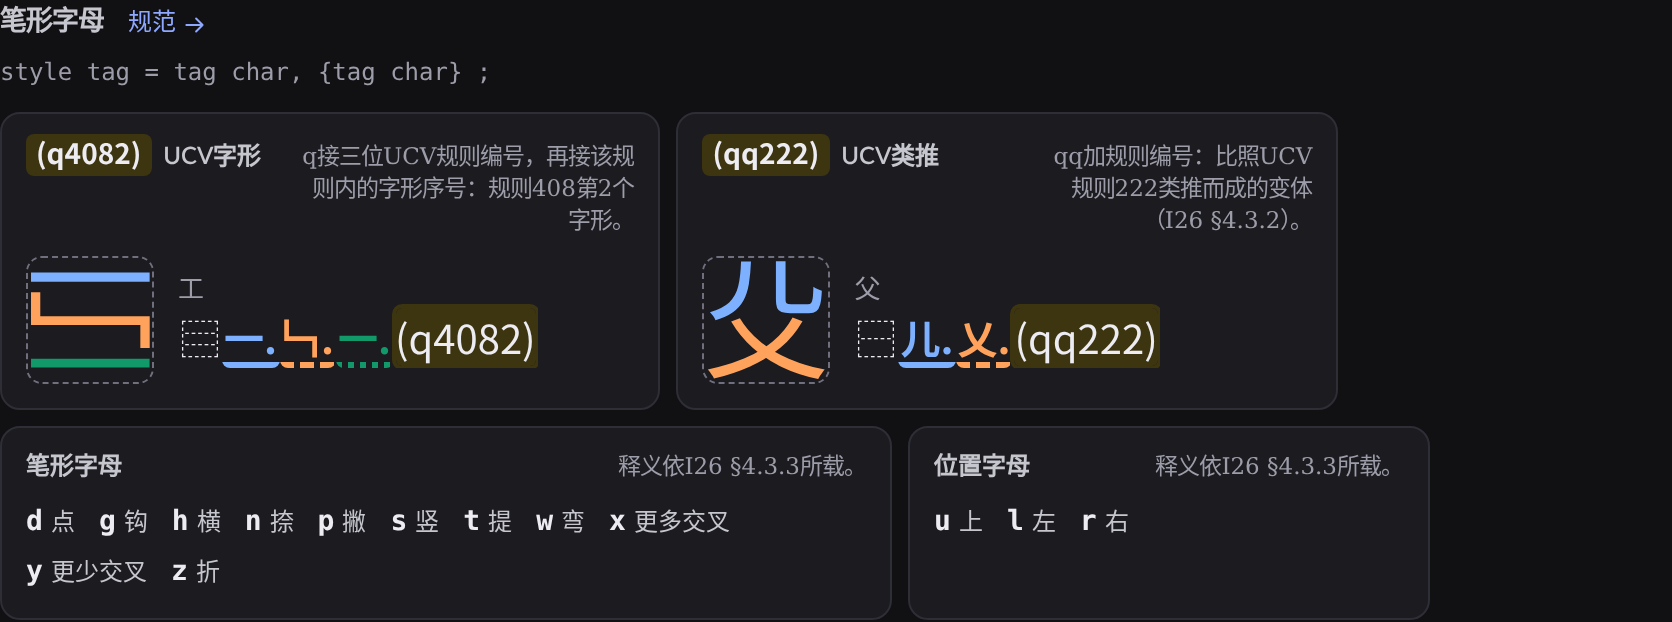 笔形字母 规范 →
style tag = tag char, {tag char} ;
(q4082) UCV字形 q接三位UCV规则编号，再接该规
则内的字形序号：规则408第2个
字形。
工
⿳一.㇞.一.(q4082)
(qq222) UCV类推 qq加规则编号：比照UCV
规则222类推而成的变体
（I26 §4.3.2）。
父
⿱儿.乂.(qq222)
笔形字母 释义依I26 §4.3.3所载。
d 点 g 钩 h 横 n 捺 p 撇 s 竖 t 提 w 弯 x 更多交叉
y 更少交叉 z 折
位置字母 释义依I26 §4.3.3所载。
u 上 l 左 r 右